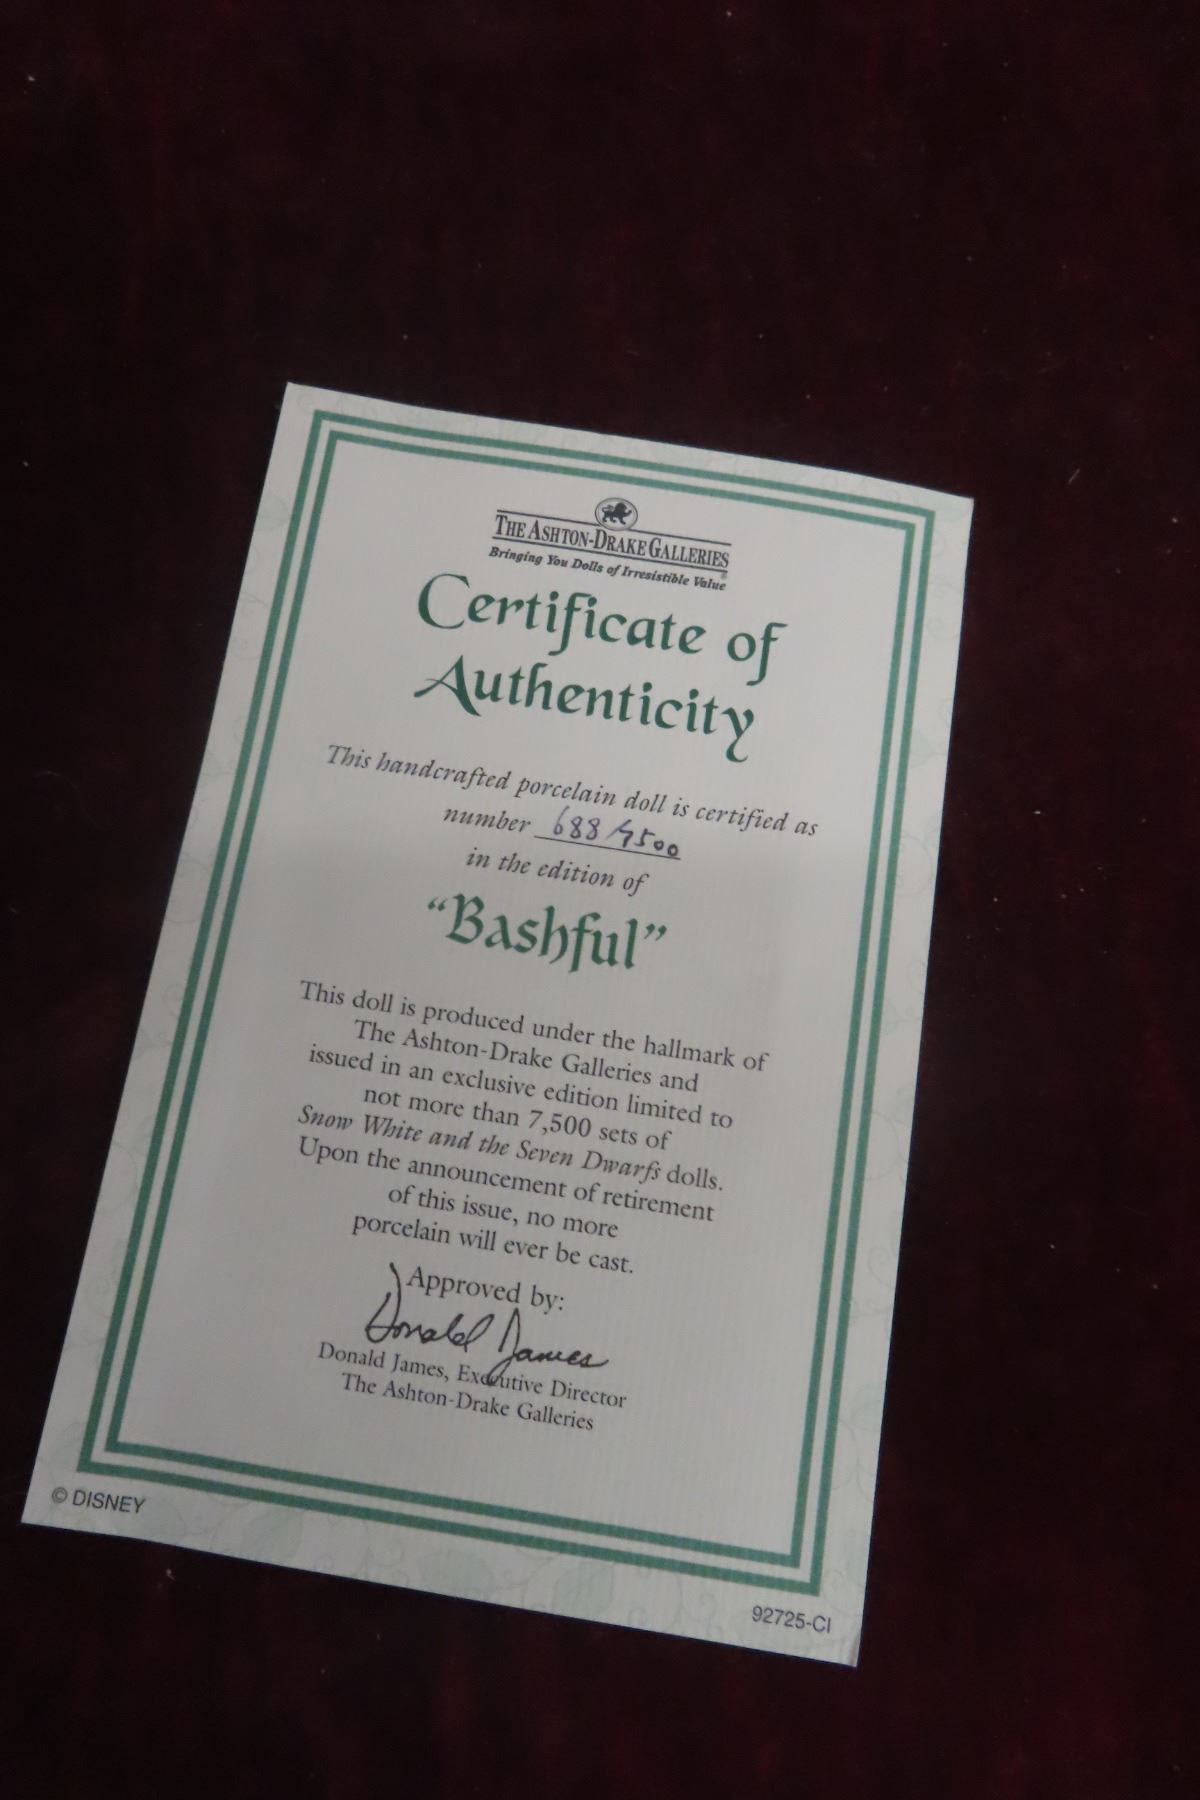 THE ASHTON-DRAKE GALLERIES
Bringing You Dolls of Irresistible Value®
Certificate of
Authenticity
This handcrafted porcelain doll is certified as
number 688/7500
in the edition of
“Bashful”
This doll is produced under the hallmark of
The Ashton-Drake Galleries and
issued in an exclusive edition limited to
not more than 7,500 sets of
Snow White and the Seven Dwarfs dolls.
Upon the announcement of retirement
of this issue, no more
porcelain will ever be cast.
Approved by:
Donald James
Donald James, Executive Director
The Ashton-Drake Galleries
© DISNEY
92725-CI